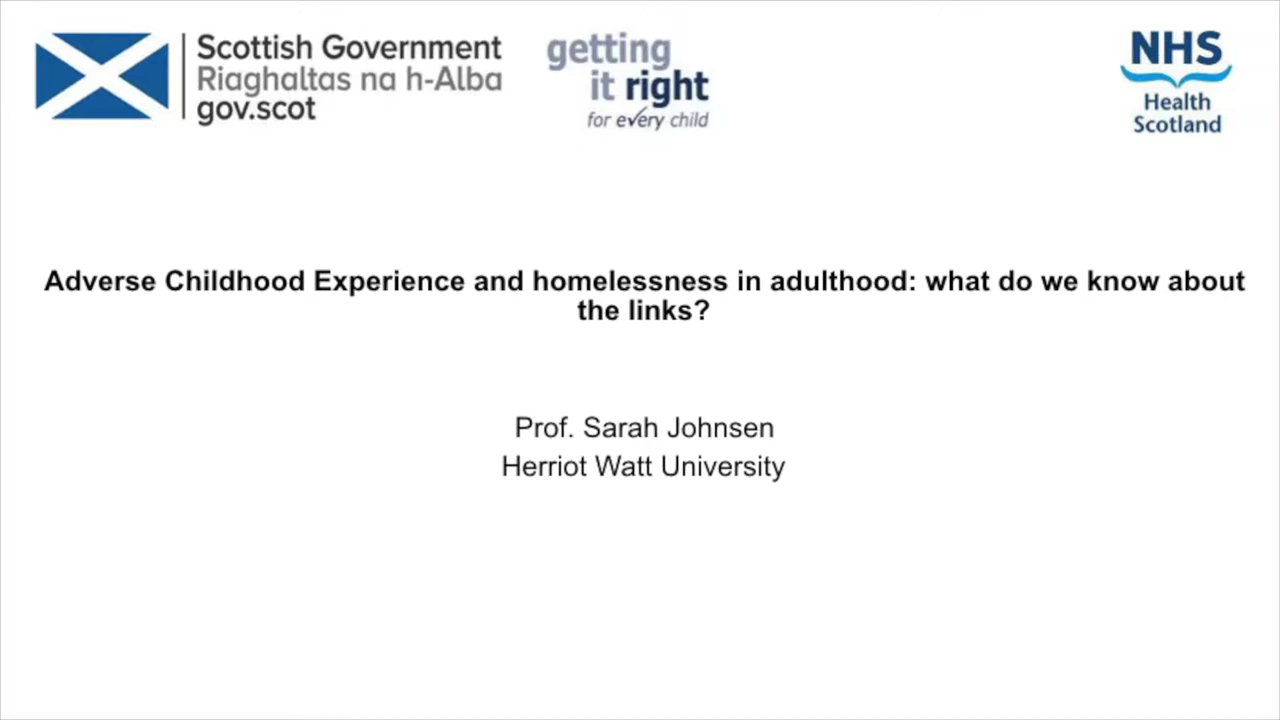 Scottish Government
Riaghaltas na h-Alba
gov.scot
getting
it right
for every child
NHS
Health
Scotland
Adverse Childhood Experience and homelessness in adulthood: what do we know about
the links?
Prof. Sarah Johnsen
Herriot Watt University